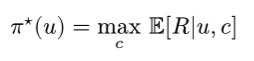 π⋆(u) = max_c 𝔼[R|u, c]